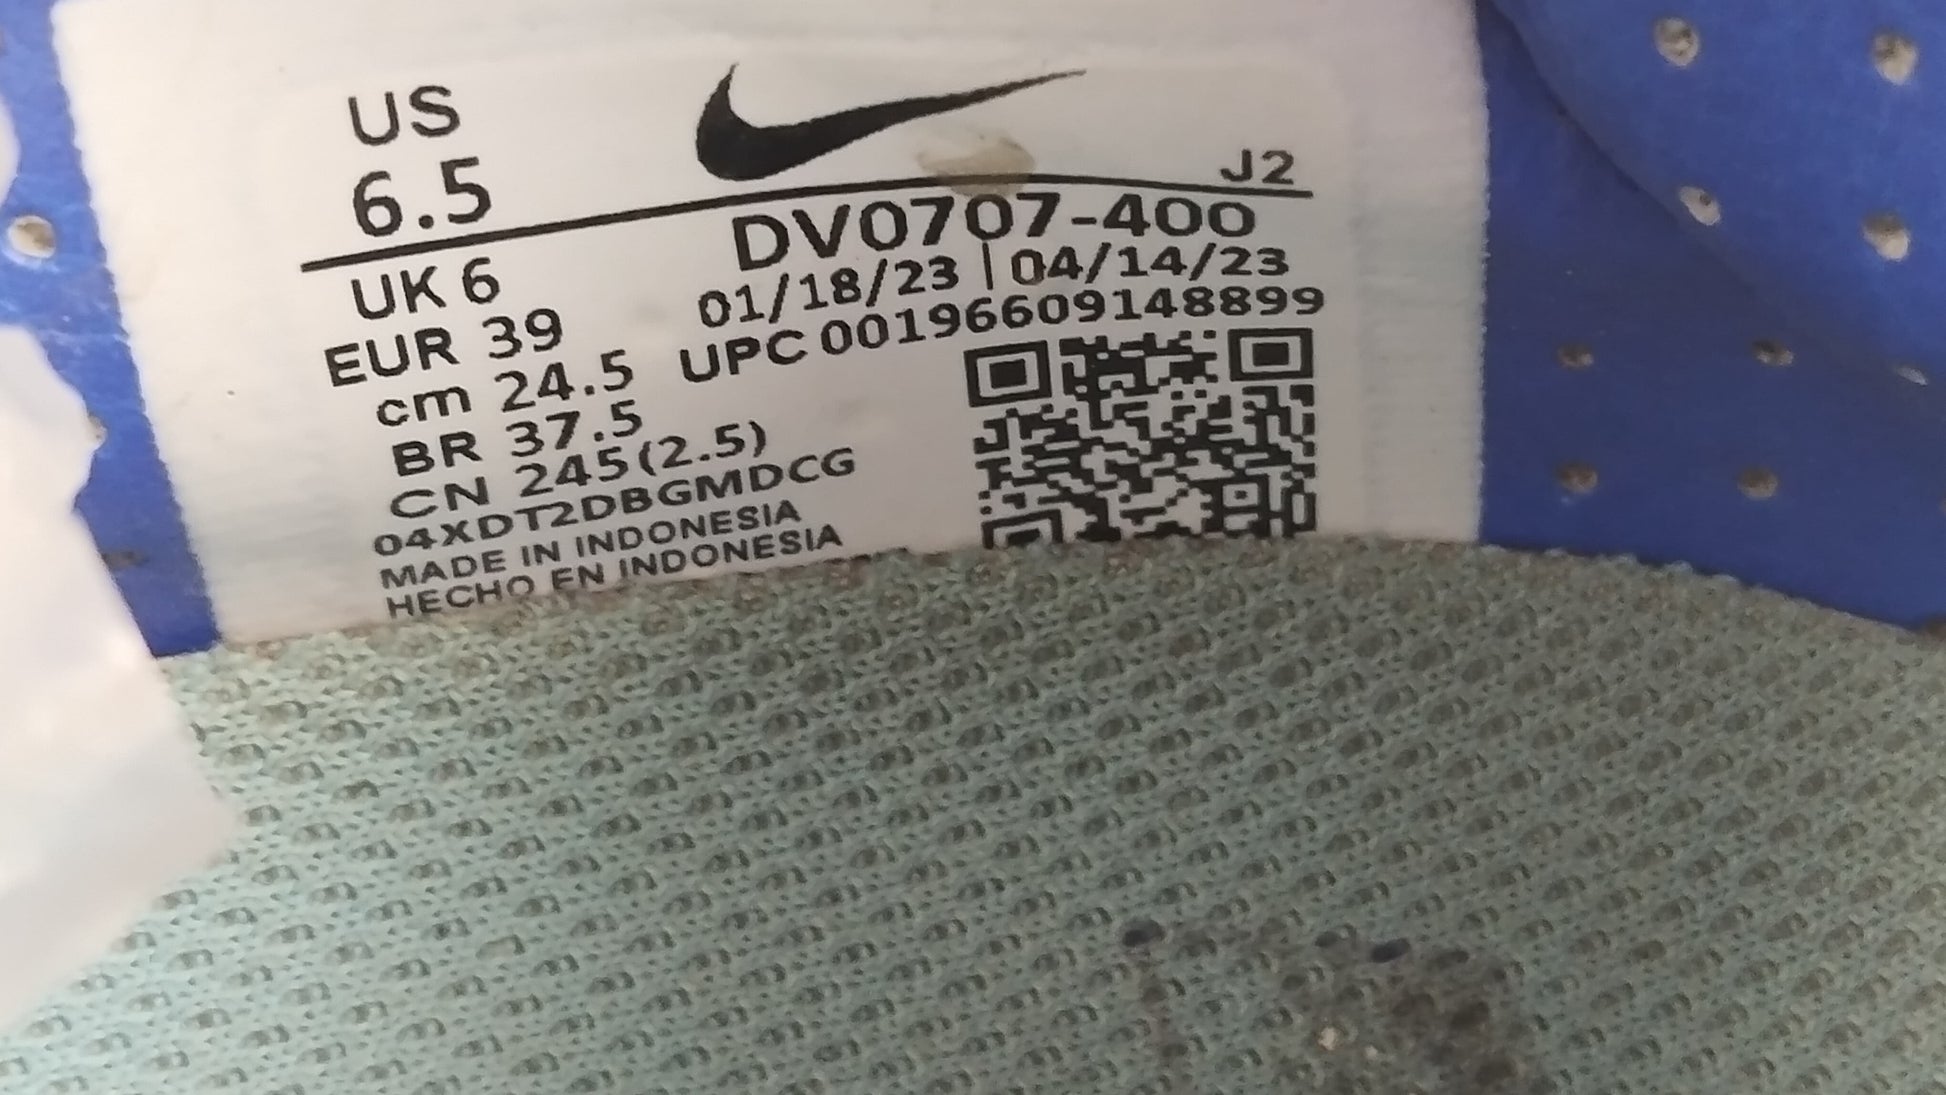 US
6.5
J2
DV0707-400
01/18/23 | 04/14/23
UPC 00196609148899
UK 6
EUR 39
cm 24.5
BR 37.5
CN 245(2.5)
04XDT2DBGMDCG
MADE IN INDONESIA
HECHO EN INDONESIA